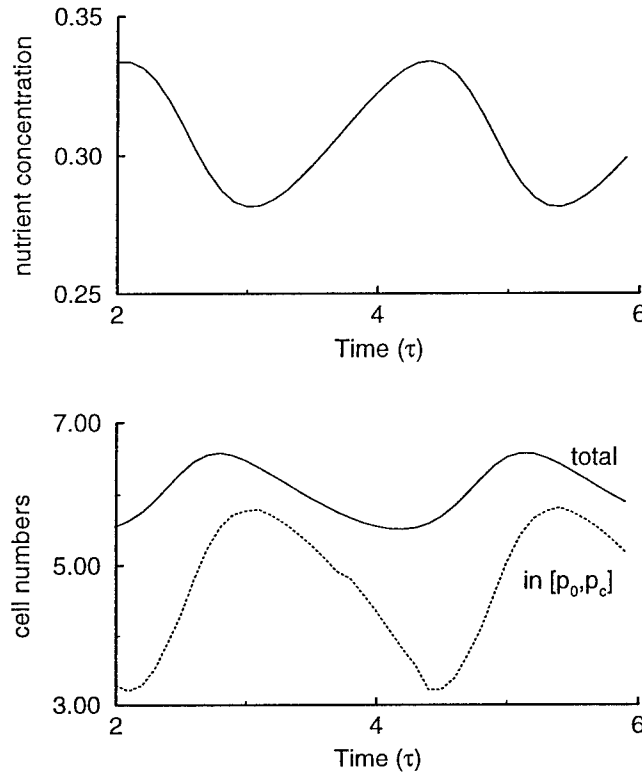 nutrient concentration
0.35
0.30
0.25
2
4
6
Time (τ)
cell numbers
7.00
5.00
3.00
total
in [p₀,p_c]
2
4
6
Time (τ)